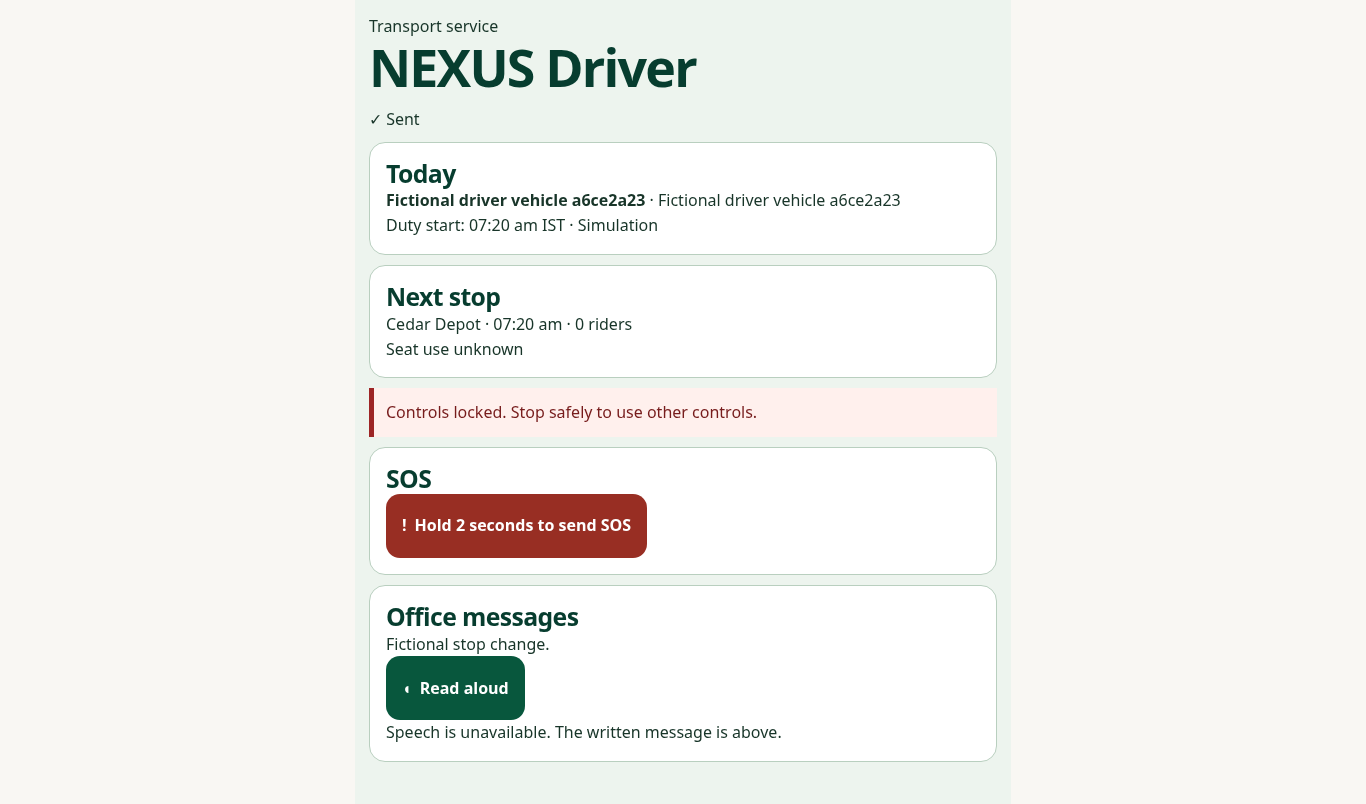 Transport service
NEXUS Driver
✓ Sent
Today
Fictional driver vehicle a6ce2a23 · Fictional driver vehicle a6ce2a23
Duty start: 07:20 am IST · Simulation
Next stop
Cedar Depot · 07:20 am · 0 riders
Seat use unknown
Controls locked. Stop safely to use other controls.
SOS
! Hold 2 seconds to send SOS
Office messages
Fictional stop change.
Read aloud
Speech is unavailable. The written message is above.